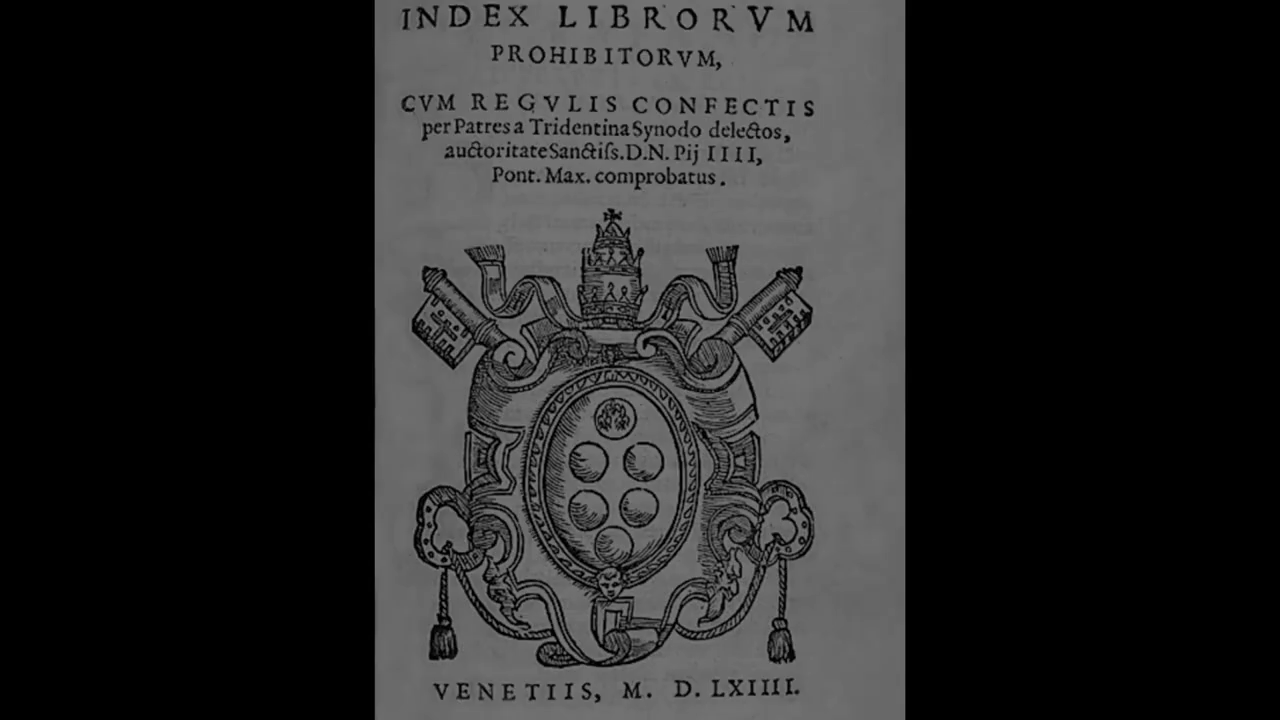 INDEX LIBRORVM
PROHIBITORVM,
CVM REGVLIS CONFECTIS
per Patres a Tridentina Synodo delectos,
auctoritate Sanctiſs. D. N. Pij IIII,
Pont. Max. comprobatus.
VENETIIS, M. D. LXIIII.